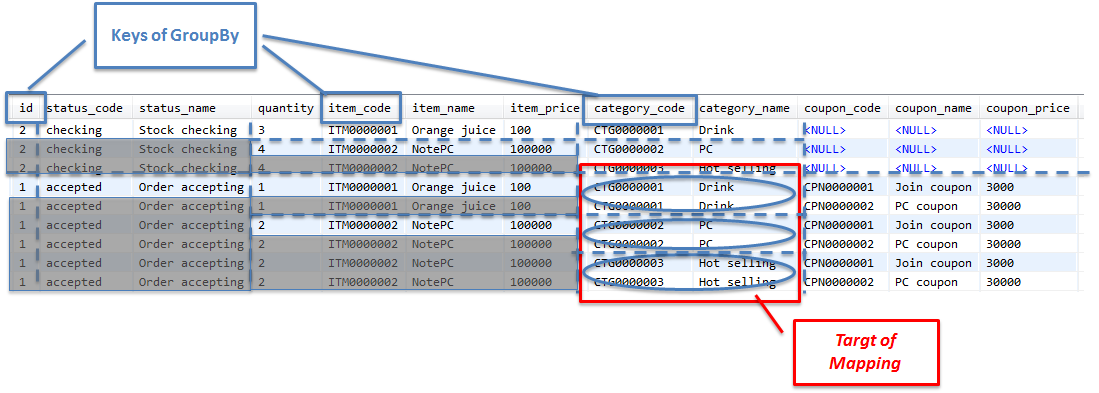 Keys of GroupBy
id status_code status_name quantity item_code item_name item_price category_code category_name coupon_code coupon_name coupon_price
2 checking Stock checking 3 ITM0000001 Orange juice 100 CTG0000001 Drink <NULL> <NULL> <NULL>
2 checking Stock checking 4 ITM0000002 NotePC 100000 CTG0000002 PC <NULL> <NULL> <NULL>
2 checking Stock checking 4 ITM0000002 NotePC 100000 CTG0000003 Hot selling <NULL> <NULL> <NULL>
1 accepted Order accepting 1 ITM0000001 Orange juice 100 CTG0000001 Drink CPN0000001 Join coupon 3000
1 accepted Order accepting 1 ITM0000001 Orange juice 100 CTG0000001 Drink CPN0000002 PC coupon 30000
1 accepted Order accepting 2 ITM0000002 NotePC 100000 CTG0000002 PC CPN0000001 Join coupon 3000
1 accepted Order accepting 2 ITM0000002 NotePC 100000 CTG0000002 PC CPN0000002 PC coupon 30000
1 accepted Order accepting 2 ITM0000002 NotePC 100000 CTG0000003 Hot selling CPN0000001 Join coupon 3000
1 accepted Order accepting 2 ITM0000002 NotePC 100000 CTG0000003 Hot selling CPN0000002 PC coupon 30000
Targt of
Mapping